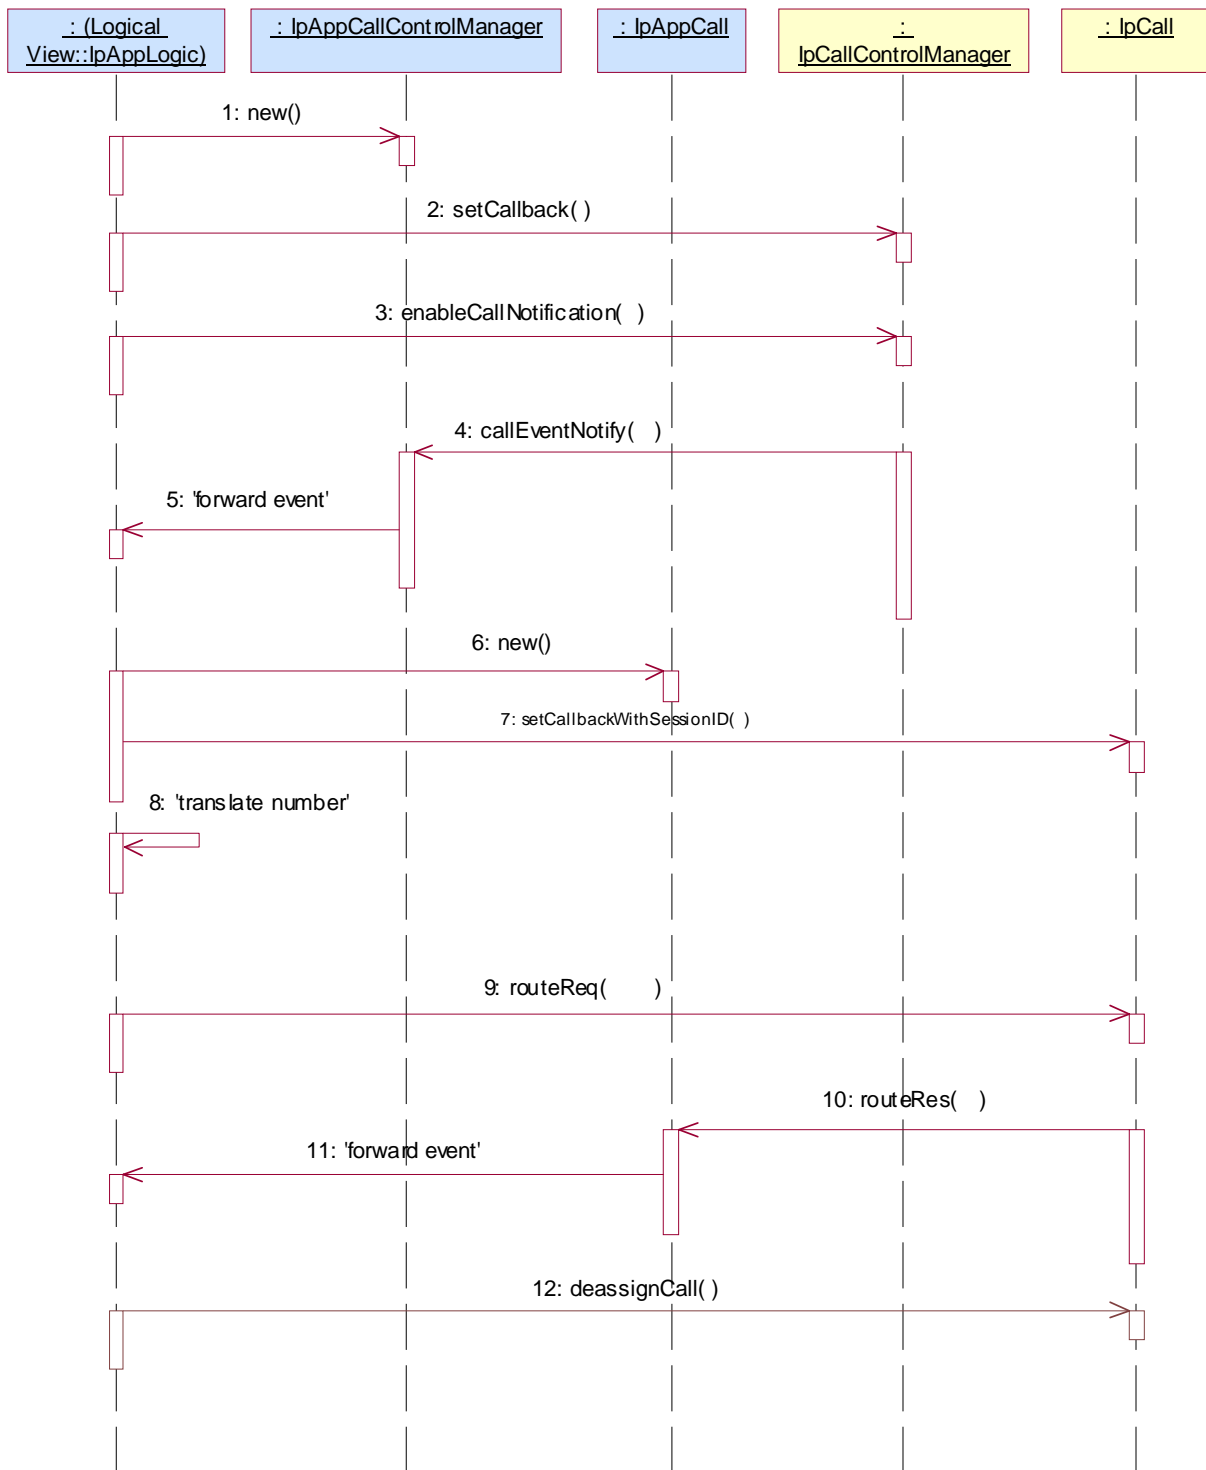 : (Logical
View::IpAppLogic)
: IpAppCallControlManager
: IpAppCall
:
IpCallControlManager
: IpCall
1: new()
2: setCallback( )
3: enableCallNotification( )
4: callEventNotify( )
5: 'forward event'
6: new()
7: setCallbackWithSessionID( )
8: 'translate number'
9: routeReq( )
10: routeRes( )
11: 'forward event'
12: deassignCall( )